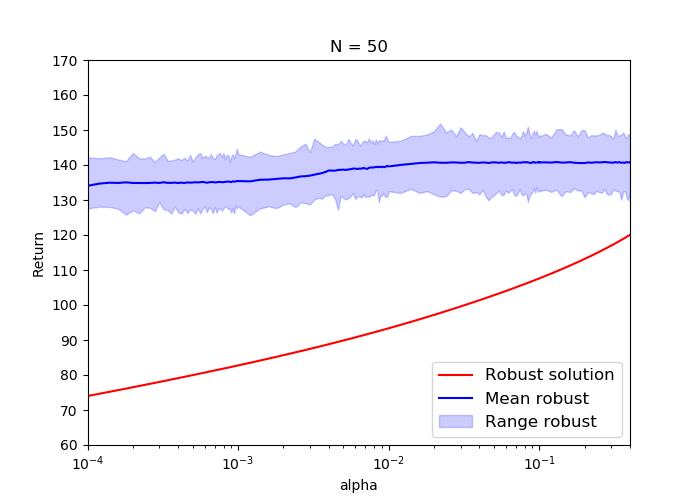 N = 50
170
160
150
140
130
120
110
100
90
80
70
60
Return
10⁻⁴
10⁻³
10⁻²
10⁻¹
alpha
Robust solution
Mean robust
Range robust